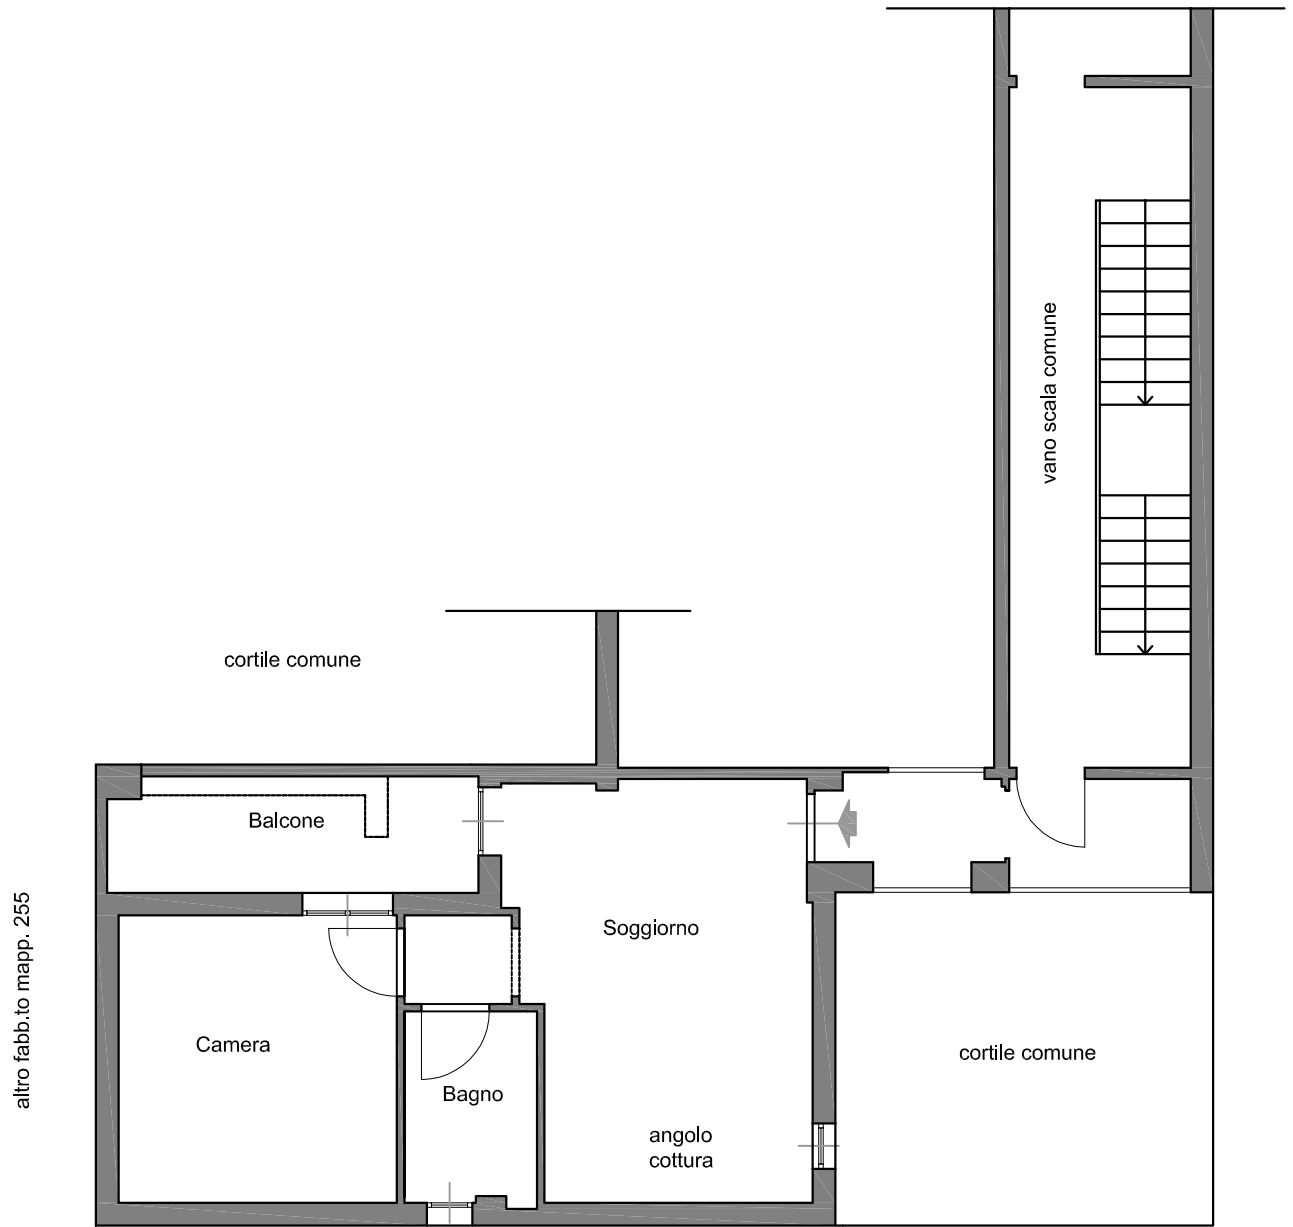 vano scala comune
cortile comune
Balcone
altro fabb.to mapp. 255
Soggiorno
Camera
cortile comune
Bagno
angolo
cottura